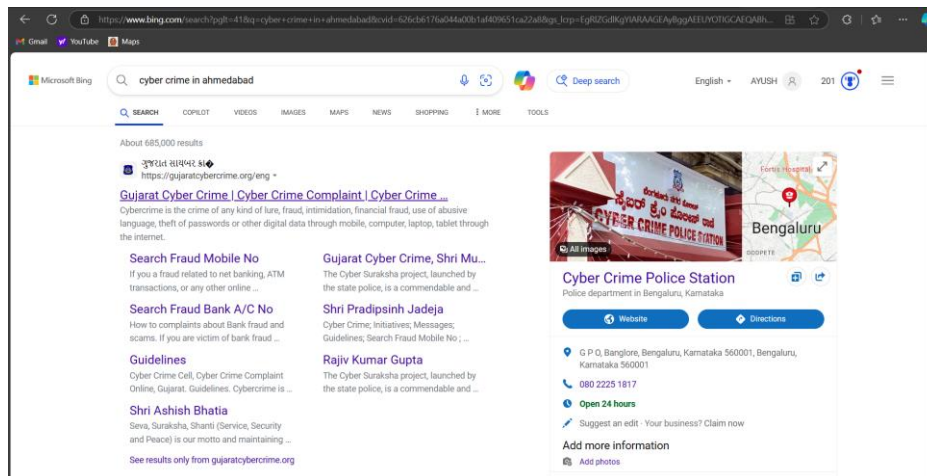 https://www.bing.com/search?pglt=41&q=cyber+crime+in+ahmedabad&cvid=626cb6176a044a00b1af409651ca22a8&gs_lcrp=EgRlZGdlKgYIARAAGEAyBggAEEUYOTIGCAEQABh...
Gmail YouTube Maps
Microsoft Bing
cyber crime in ahmedabad
Deep search
English
AYUSH
201
SEARCH COPILOT VIDEOS IMAGES MAPS NEWS SHOPPING MORE TOOLS
About 685,000 results
ગુજરાત સાયબર ક્રા�
https://gujaratcybercrime.org/eng
Gujarat Cyber Crime | Cyber Crime Complaint | Cyber Crime ...
Cybercrime is the crime of any kind of lure, fraud, intimidation, financial fraud, use of abusive
language, theft of passwords or other digital data through mobile, computer, laptop, tablet through
the internet.
Search Fraud Mobile No
If you a fraud related to net banking, ATM
transactions, or any other online ...
Search Fraud Bank A/C No
How to complaints about Bank fraud and
scams. If you are victim of bank fraud ...
Guidelines
Cyber Crime Cell, Cyber Crime Complaint
Online, Gujarat. Guidelines. Cybercrime is ...
Shri Ashish Bhatia
Seva, Suraksha, Shanti (Service, Security
and Peace) is our motto and maintaining ...
Gujarat Cyber Crime, Shri Mu...
The Cyber Suraksha project, launched by
the state police, is a commendable and ...
Shri Pradipsinh Jadeja
Cyber Crime; Initiatives; Messages;
Guidelines; Search Fraud Mobile No ; ...
Rajiv Kumar Gupta
The Cyber Suraksha project, launched by
the state police, is a commendable and ...
See results only from gujaratcybercrime.org
ಸೈಬರ್ ಕ್ರೈಂ ಪೊಲೀಸ್ ಠಾಣೆ
CYBER CRIME POLICE STATION
All images
Fortis Hospital
Bengaluru
Cyber Crime Police Station
Police department in Bengaluru, Karnataka
Website
Directions
G P O, Banglore, Bengaluru, Karnataka 560001, Bengaluru,
Karnataka 560001
080 2225 1817
Open 24 hours
Suggest an edit · Your business? Claim now
Add more information
Add photos